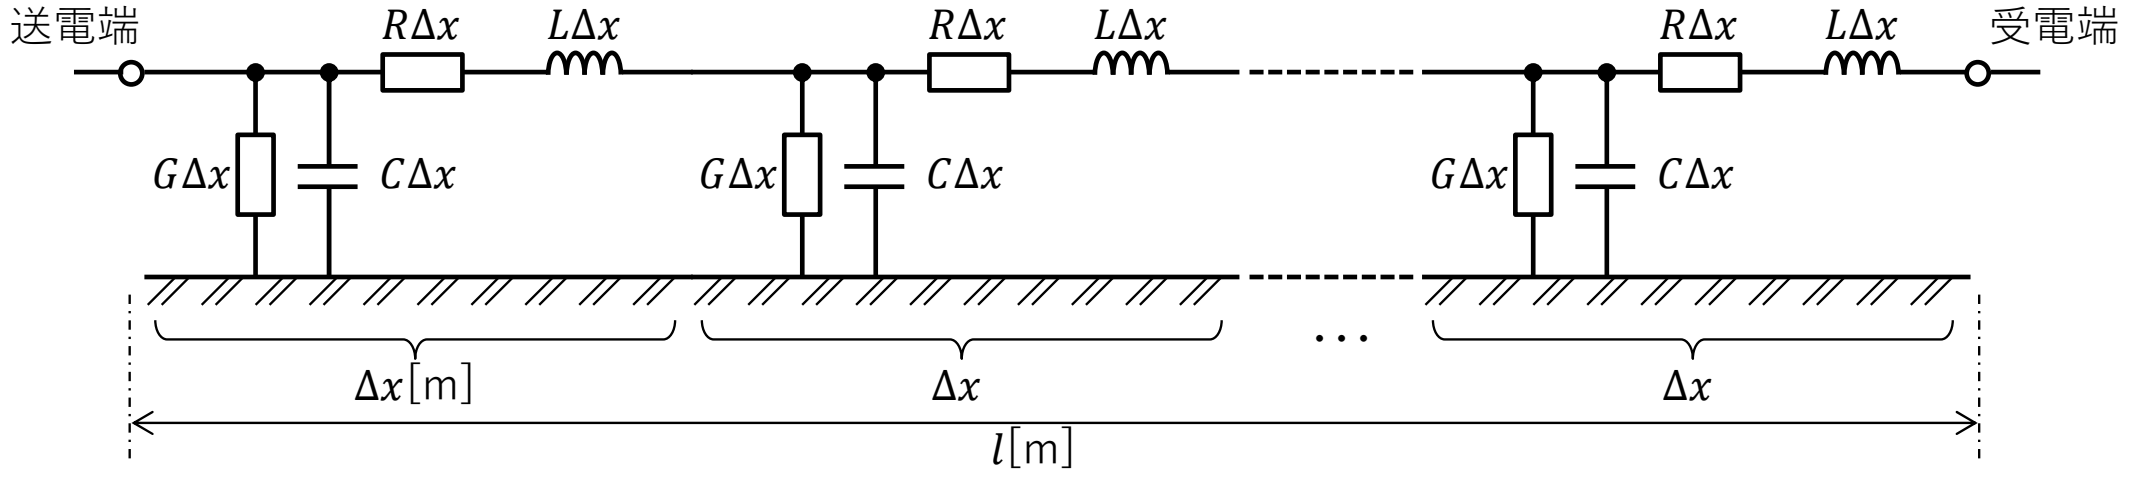 送電端 RΔx LΔx RΔx LΔx RΔx LΔx 受電端
GΔx CΔx GΔx CΔx GΔx CΔx
...
Δx[m] Δx Δx
l[m]